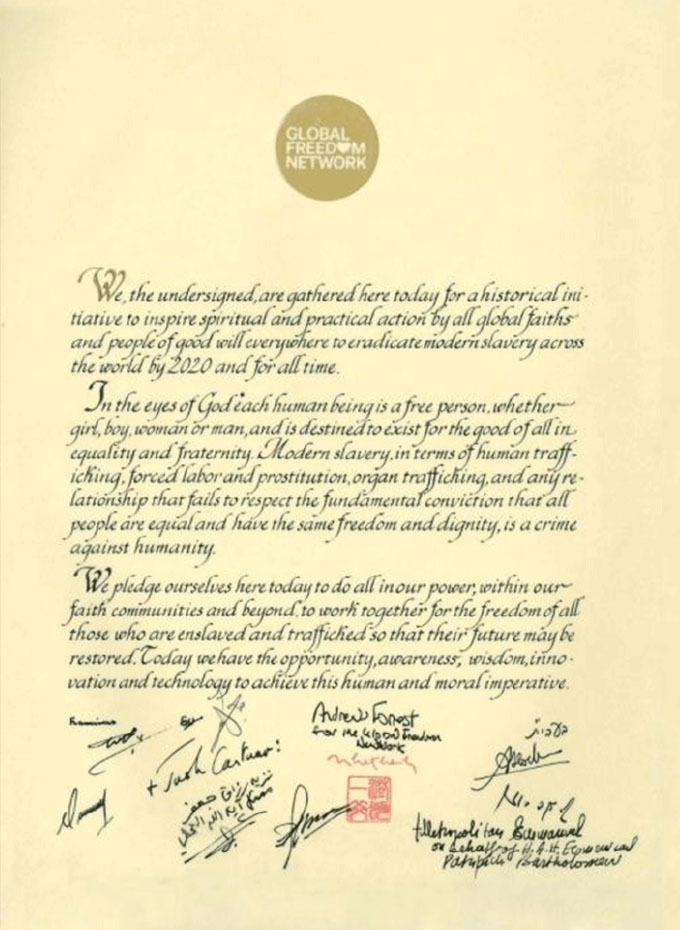 GLOBAL
FREEDOM
NETWORK
We, the undersigned, are gathered here today for a historical ini-
tiative to inspire spiritual and practical action by all global faiths
and people of good will everywhere to eradicate modern slavery across
the world by 2020 and for all time.
In the eyes of God each human being is a free person, whether
girl, boy, woman or man, and is destined to exist for the good of all in
equality and fraternity. Modern slavery, in terms of human traff-
icking, forced labor and prostitution, organ trafficking, and any re-
lationship that fails to respect the fundamental conviction that all
people are equal and have the same freedom and dignity, is a crime
against humanity.
We pledge ourselves here today to do all in our power, within our
faith communities and beyond, to work together for the freedom of all
those who are enslaved and trafficked so that their future may be
restored. Today we have the opportunity, awareness, wisdom, inno-
vation and technology to achieve this human and moral imperative.
Franciscus
Andrew Forrest
for the Global Freedom
Network
+ Metropolitan Emmanuel
on behalf of H.A.H. Ecumenical
Patriarch Bartholomew